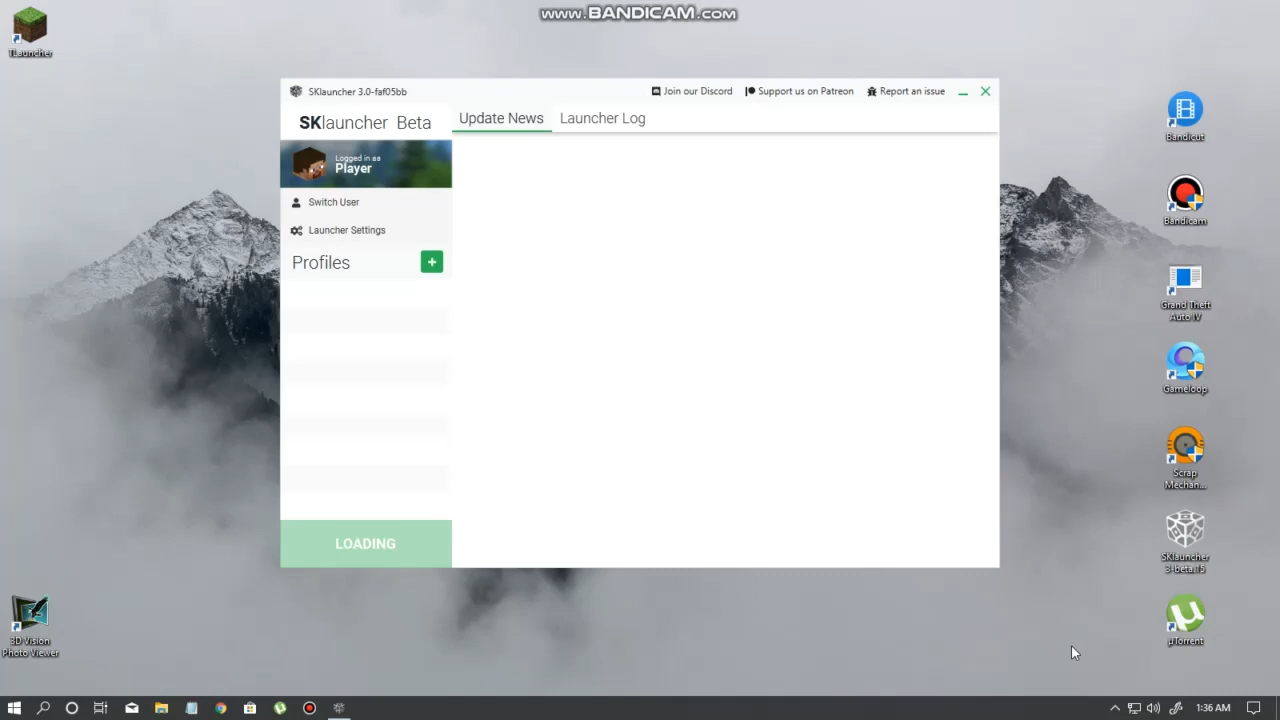 www.BANDICAM.com
TLauncher
SKlauncher 3.0-faf05bb
Join our Discord
Support us on Patreon
Report an issue
SKlauncher Beta
Update News
Launcher Log
Logged in as
Player
Switch User
Launcher Settings
Profiles
LOADING
Bandicut
Bandicam
Grand Theft
Auto IV
Gameloop
Scrap
Mechan...
SKlauncher
3-beta.15
µTorrent
3D Vision
Photo Viewer
1:36 AM